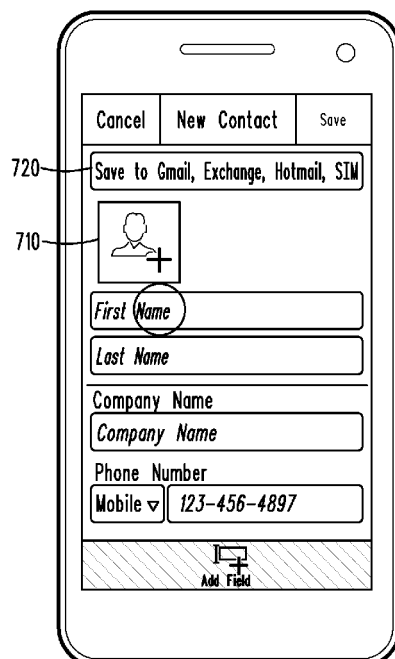 Cancel New Contact Save
720 Save to Gmail, Exchange, Hotmail, SIM
710
First Name
Last Name
Company Name
Company Name
Phone Number
Mobile 123-456-4897
Add Field